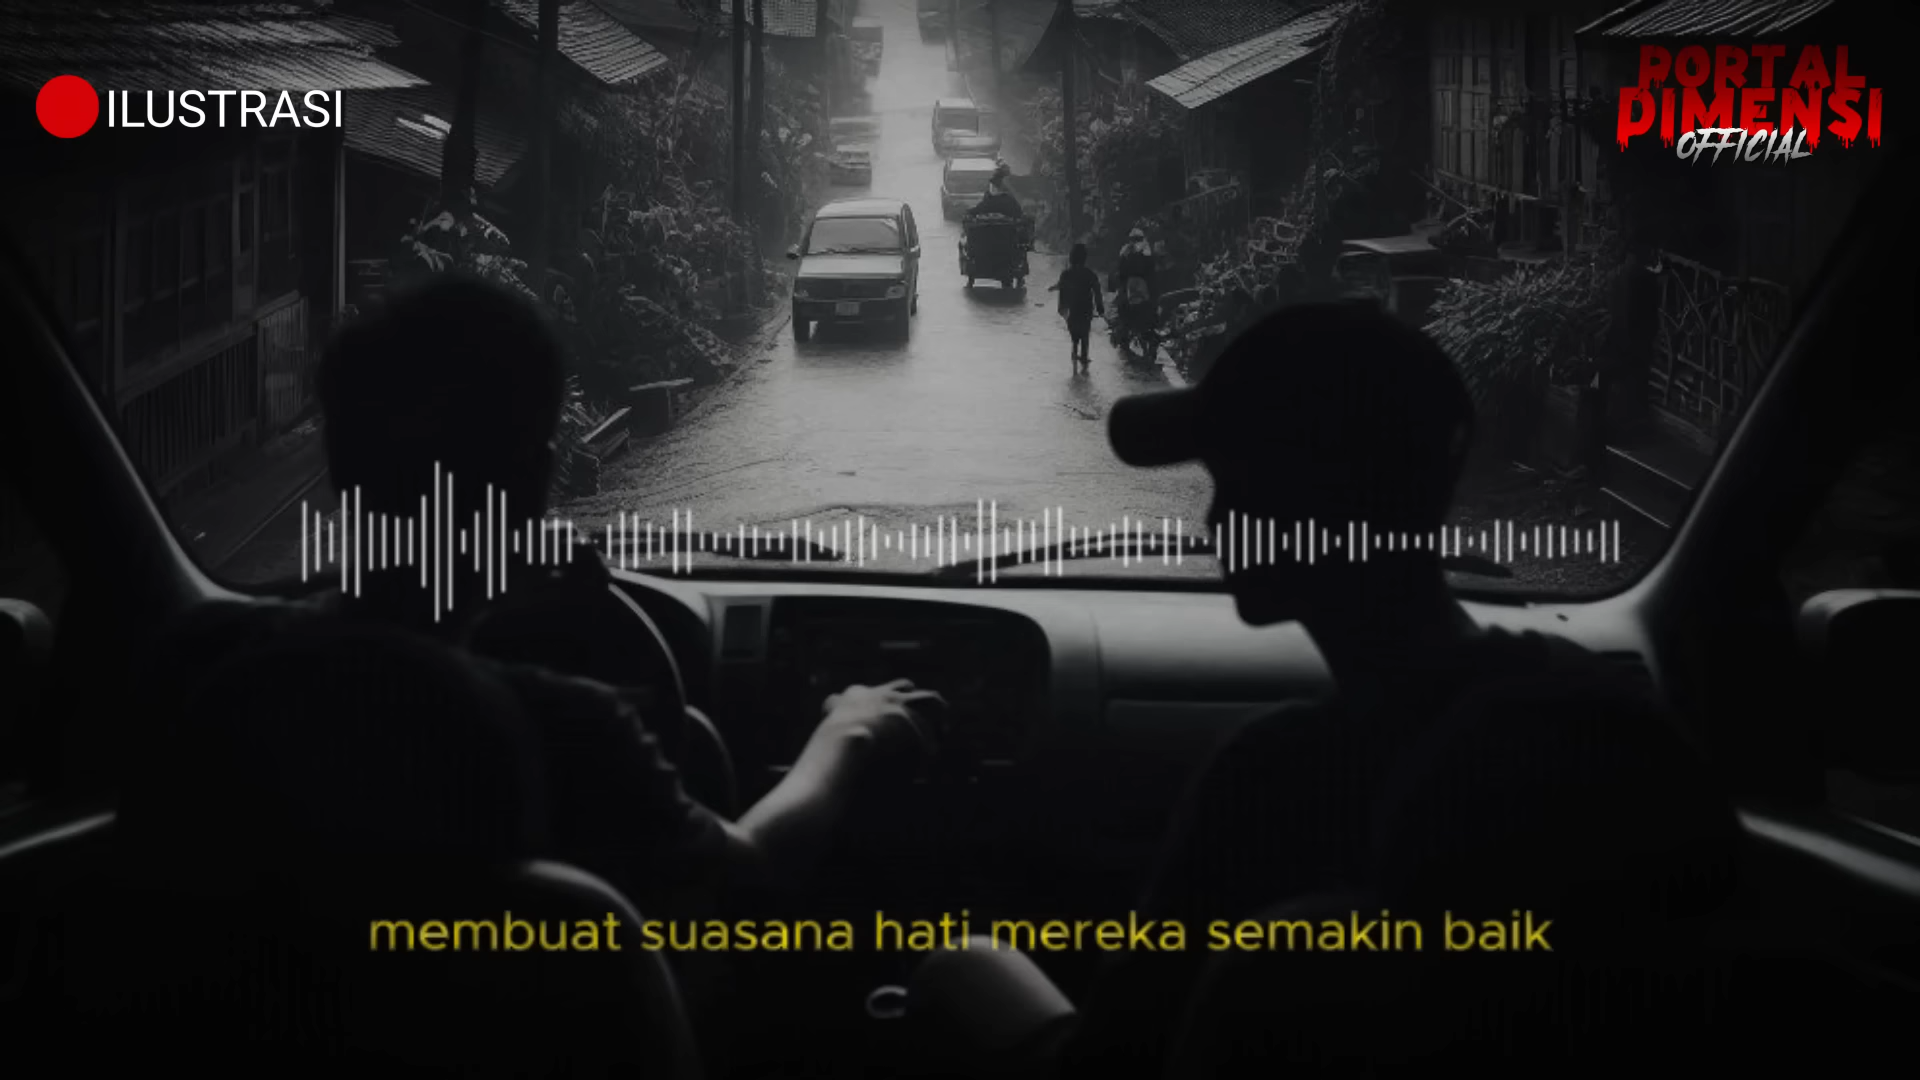 ILUSTRASI
PORTAL
DIMENSI
OFFICIAL
membuat suasana hati mereka semakin baik